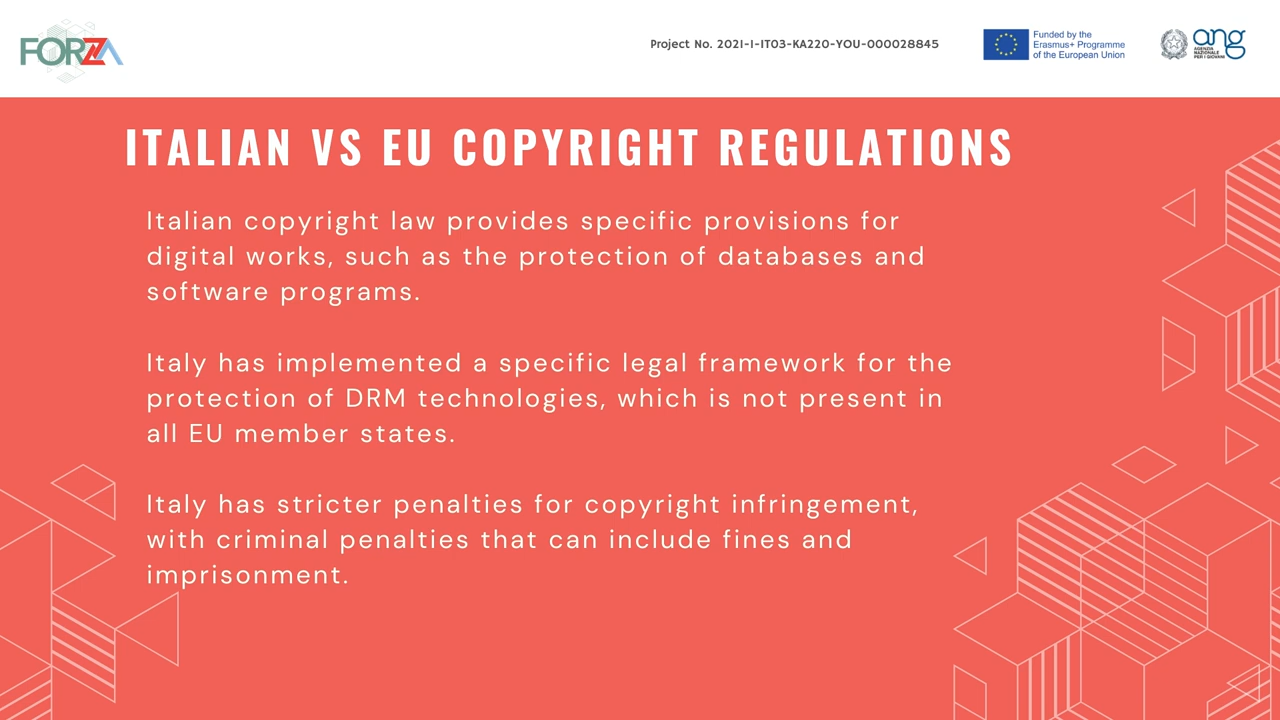 FORZA
Project No. 2021-1-IT03-KA220-YOU-000028845
Funded by the
Erasmus+ Programme
of the European Union
ang
AGENZIA
NAZIONALE
PER I GIOVANI
ITALIAN VS EU COPYRIGHT REGULATIONS
Italian copyright law provides specific provisions for
digital works, such as the protection of databases and
software programs.
Italy has implemented a specific legal framework for the
protection of DRM technologies, which is not present in
all EU member states.
Italy has stricter penalties for copyright infringement,
with criminal penalties that can include fines and
imprisonment.